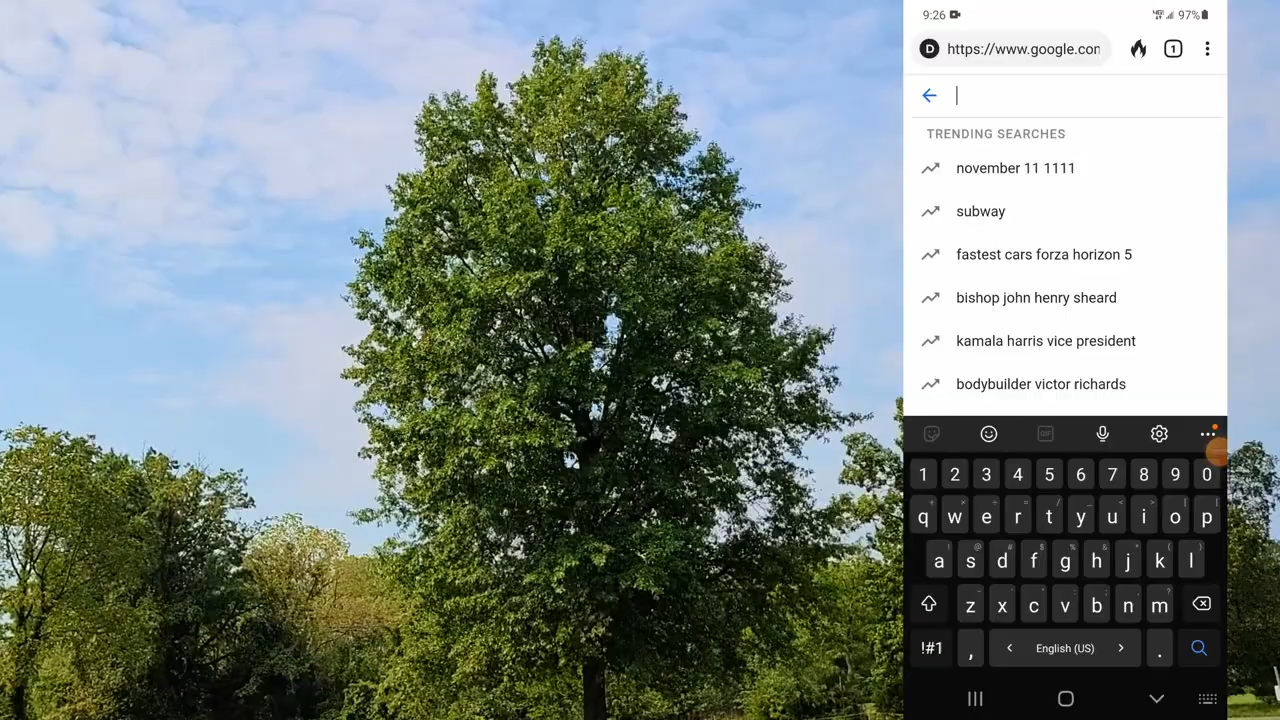 9:26
97%
D https://www.google.con
1
TRENDING SEARCHES
november 11 1111
subway
fastest cars forza horizon 5
bishop john henry sheard
kamala harris vice president
bodybuilder victor richards
GIF
1 2 3 4 5 6 7 8 9 0
q w e r t y u i o p
a s d f g h j k l
z x c v b n m
!#1 , < English (US) > .